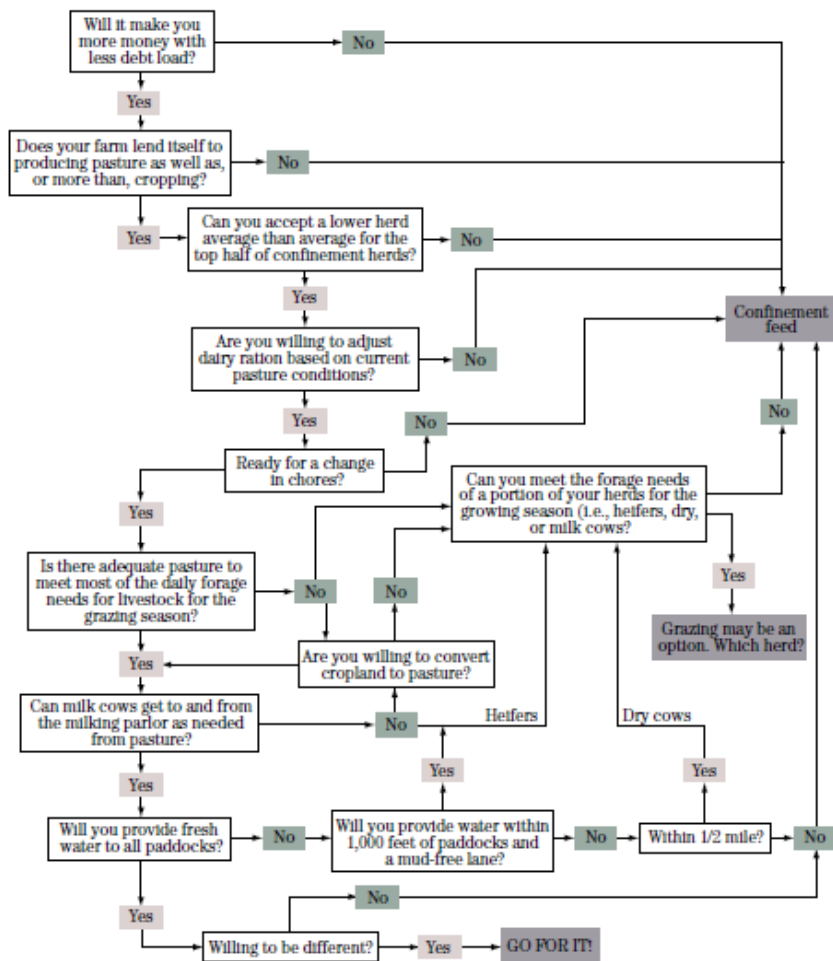 Will it make you
more money with
less debt load?
No
Yes
Does your farm lend itself to
producing pasture as well as,
or more than, cropping?
No
Yes
Can you accept a lower herd
average than average for the
top half of confinement herds?
No
Yes
Confinement
feed
Are you willing to adjust
dairy ration based on current
pasture conditions?
No
Yes
No
No
Ready for a change
in chores?
Can you meet the forage needs
of a portion of your herds for the
growing season (i.e., heifers, dry,
or milk cows?
Yes
Is there adequate pasture to
meet most of the daily forage
needs for livestock for the
grazing season?
No
No
Yes
Grazing may be an
option. Which herd?
Yes
Are you willing to convert
cropland to pasture?
Can milk cows get to and from
the milking parlor as needed
from pasture?
No
Heifers
Dry cows
Yes
Yes
Yes
Will you provide fresh
water to all paddocks?
No
Will you provide water within
1,000 feet of paddocks and
a mud-free lane?
No
Within 1/2 mile?
No
Yes
No
Willing to be different?
Yes
GO FOR IT!